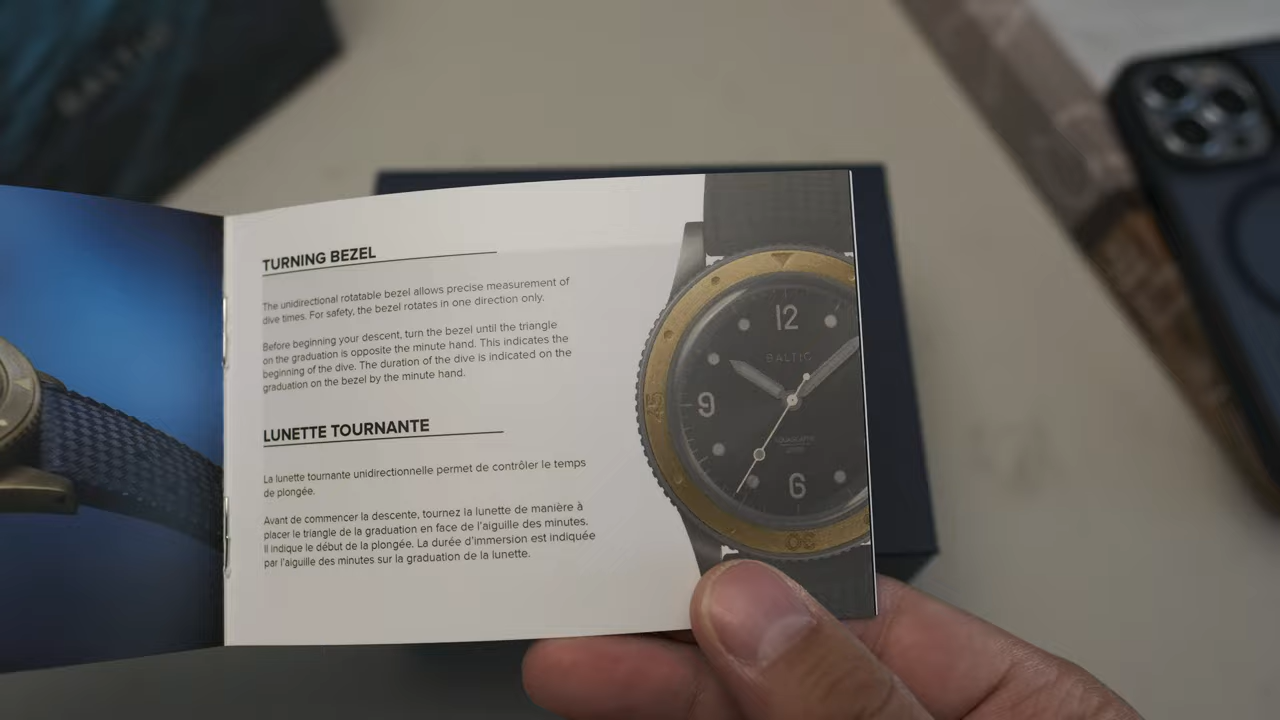 BALTIC
TURNING BEZEL
The unidirectional rotatable bezel allows precise measurement of
dive times. For safety, the bezel rotates in one direction only.
Before beginning your descent, turn the bezel until the triangle
on the graduation is opposite the minute hand. This indicates the
beginning of the dive. The duration of the dive is indicated on the
graduation on the bezel by the minute hand.
LUNETTE TOURNANTE
La lunette tournante unidirectionnelle permet de contrôler le temps
de plongée.
Avant de commencer la descente, tournez la lunette de manière à
placer le triangle de la graduation en face de l'aiguille des minutes.
Il indique le début de la plongée. La durée d'immersion est indiquée
par l'aiguille des minutes sur la graduation de la lunette.
12
BALTIC
9
45
6
30